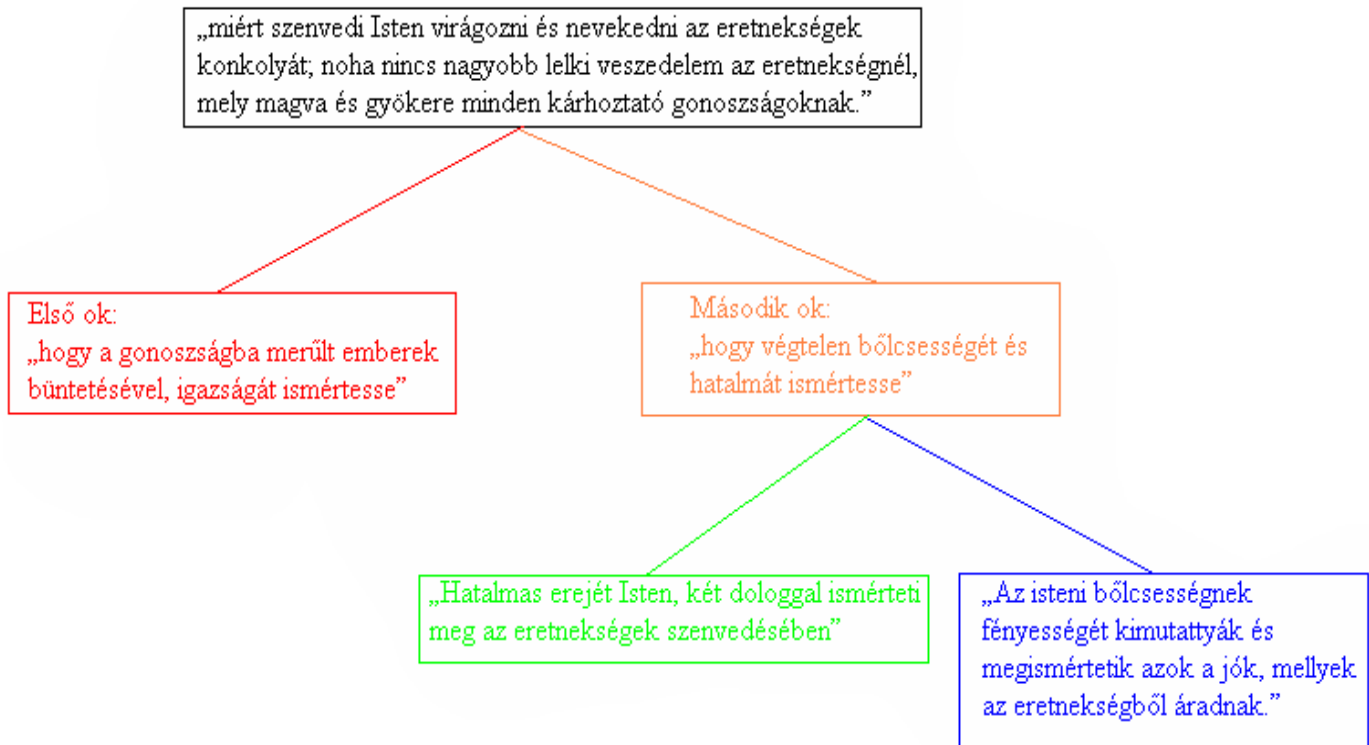 „miért szenvedi Isten virágozni és nevekedni az eretnekségek
konkolyát; noha nincs nagyobb lelki veszedelem az eretnekségnél,
mely magva és gyökere minden kárhoztató gonoszságoknak.”
Első ok:
„hogy a gonoszságba merűlt emberek
büntetésével, igazságát ismértesse”
Második ok:
„hogy végtelen bőlcsességét és
hatalmát ismértesse”
„Hatalmas erejét Isten, két dologgal ismérteti
meg az eretnekségek szenvedésében”
„Az isteni bőlcsességnek
fényességét kimutattyák és
megismértetik azok a jók, mellyek
az eretnekségből áradnak.”